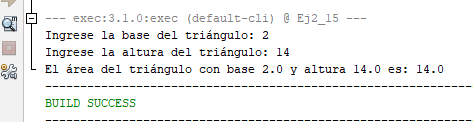 --- exec:3.1.0:exec (default-cli) @ Ej2_15 ---
Ingrese la base del triángulo: 2
Ingrese la altura del triángulo: 14
El área del triángulo con base 2.0 y altura 14.0 es: 14.0
------------------------------------------------------------------------
BUILD SUCCESS
------------------------------------------------------------------------